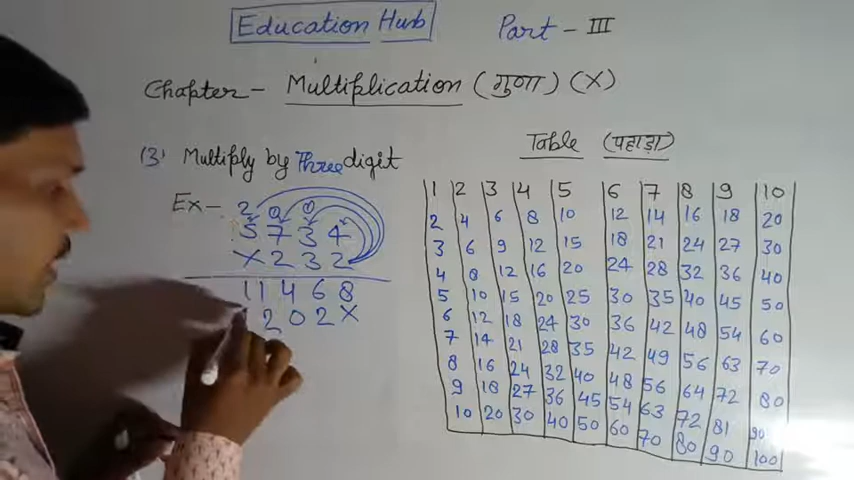 Education Hub
Part - III
Chapter - Multiplication (गुणा) (X)
(3) Multiply by Three digit
Ex -
2 0 0
5 7 3 4
X 2 3 2
1 1 4 6 8
2 0 2 X
Table (पहाड़ा)
1 2 3 4 5 6 7 8 9 10
2 4 6 8 10 12 14 16 18 20
3 6 9 12 15 18 21 24 27 30
4 8 12 16 20 24 28 32 36 40
5 10 15 20 25 30 35 40 45 50
6 12 18 24 30 36 42 48 54 60
7 14 21 28 35 42 49 56 63 70
8 16 24 32 40 48 56 64 72 80
9 18 27 36 45 54 63 72 81 90
10 20 30 40 50 60 70 80 90 100